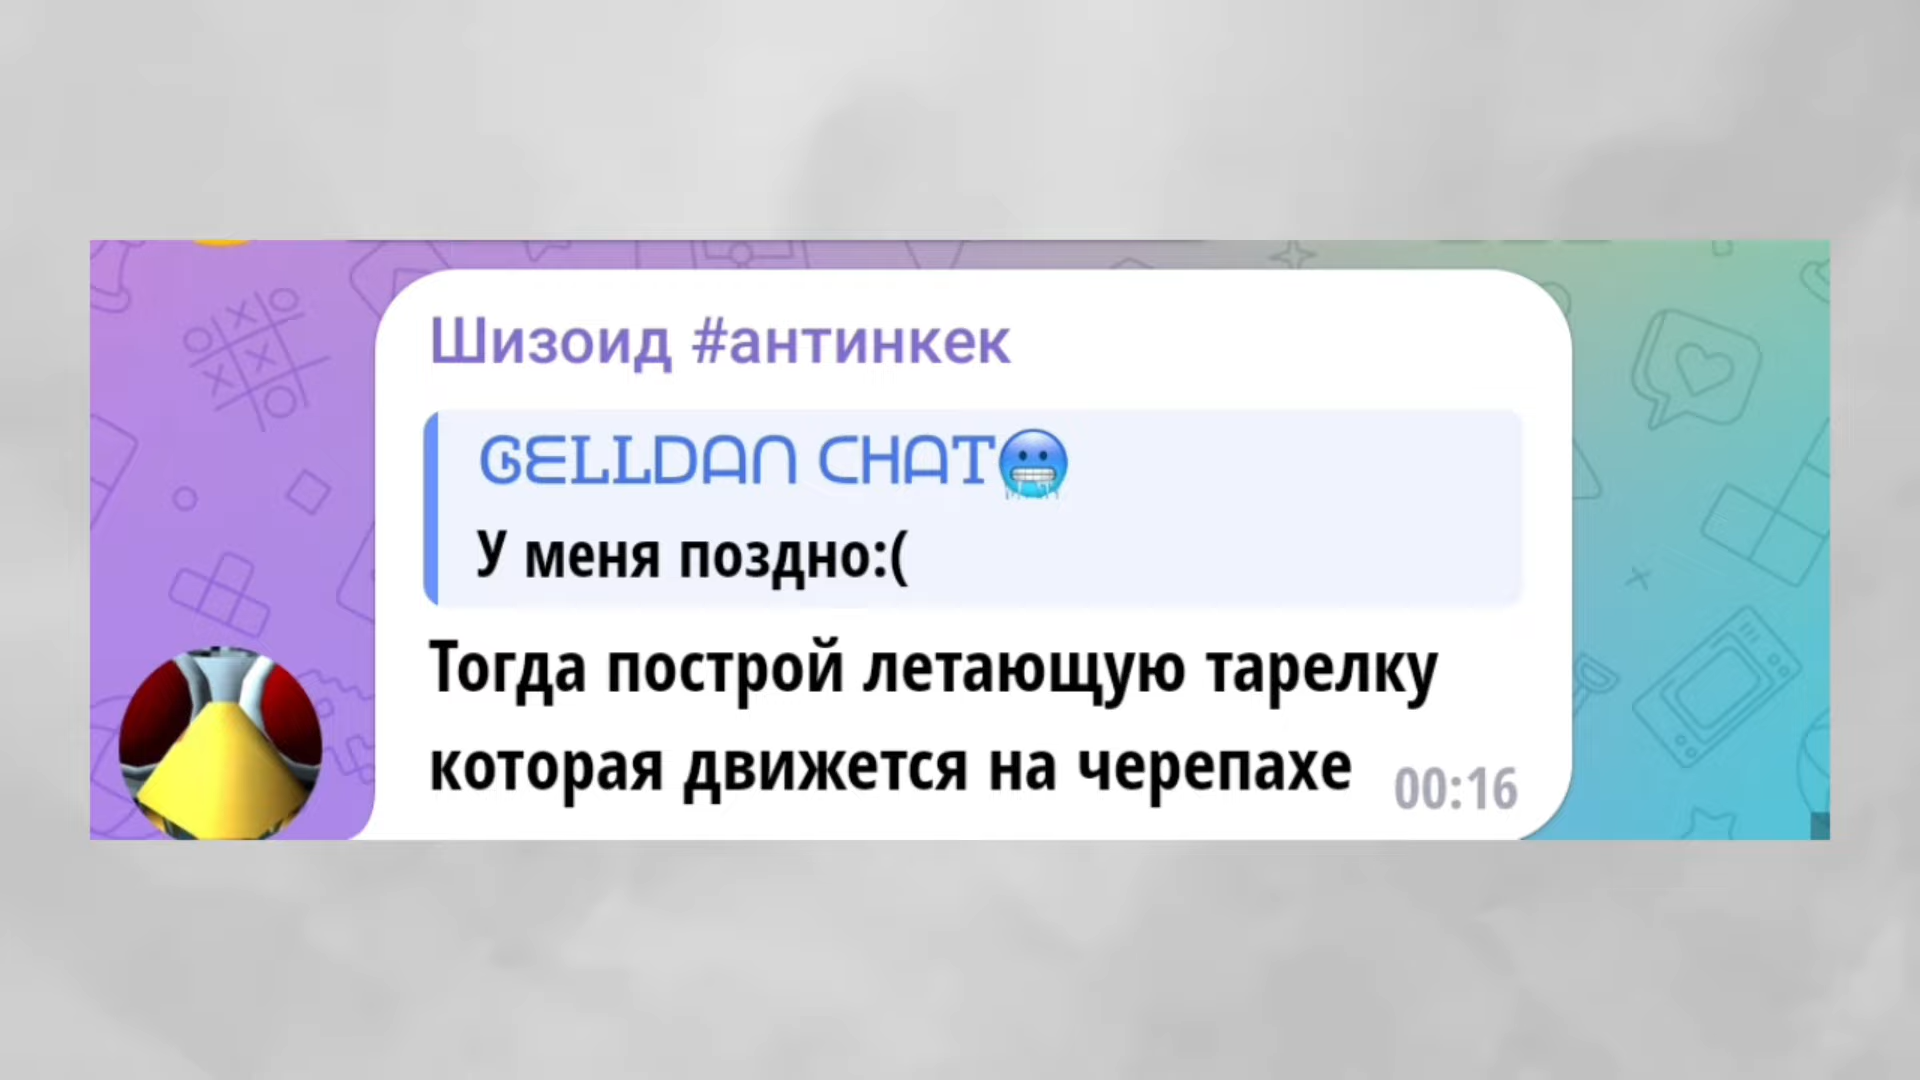 Шизоид #антинкек
GELLDAN CHAT🥶
У меня поздно:(
Тогда построй летающую тарелку
которая движется на черепахе
00:16